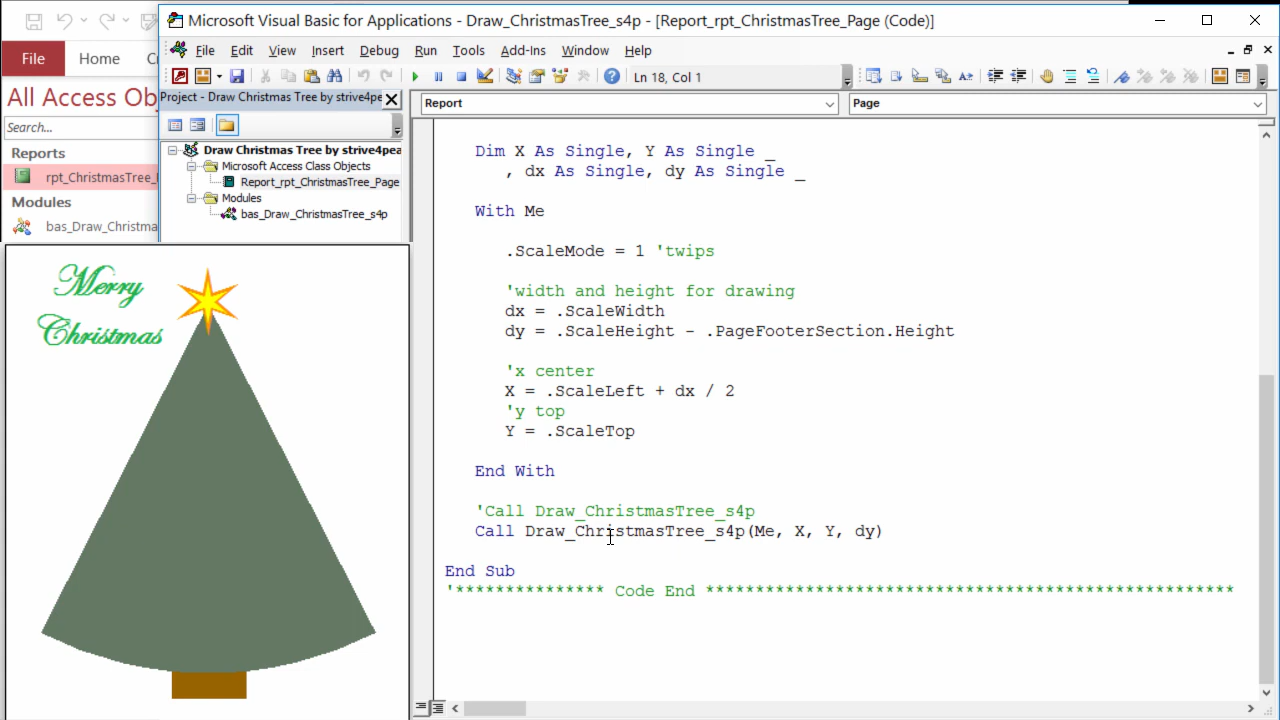 Microsoft Visual Basic for Applications - Draw_ChristmasTree_s4p - [Report_rpt_ChristmasTree_Page (Code)]
File Edit View Insert Debug Run Tools Add-Ins Window Help
Ln 18, Col 1
File Home
All Access Ob
Search...
Reports
rpt_ChristmasTree_
Modules
bas_Draw_Christma
Project - Draw Christmas Tree by strive4pe
Draw Christmas Tree by strive4pea
Microsoft Access Class Objects
Report_rpt_ChristmasTree_Page
Modules
bas_Draw_ChristmasTree_s4p
Merry
Christmas
Report Page
Dim X As Single, Y As Single _
, dx As Single, dy As Single _
With Me
.ScaleMode = 1 'twips
'width and height for drawing
dx = .ScaleWidth
dy = .ScaleHeight - .PageFooterSection.Height
'x center
X = .ScaleLeft + dx / 2
'y top
Y = .ScaleTop
End With
'Call Draw_ChristmasTree_s4p
Call Draw_ChristmasTree_s4p(Me, X, Y, dy)
End Sub
'*************** Code End *****************************************************